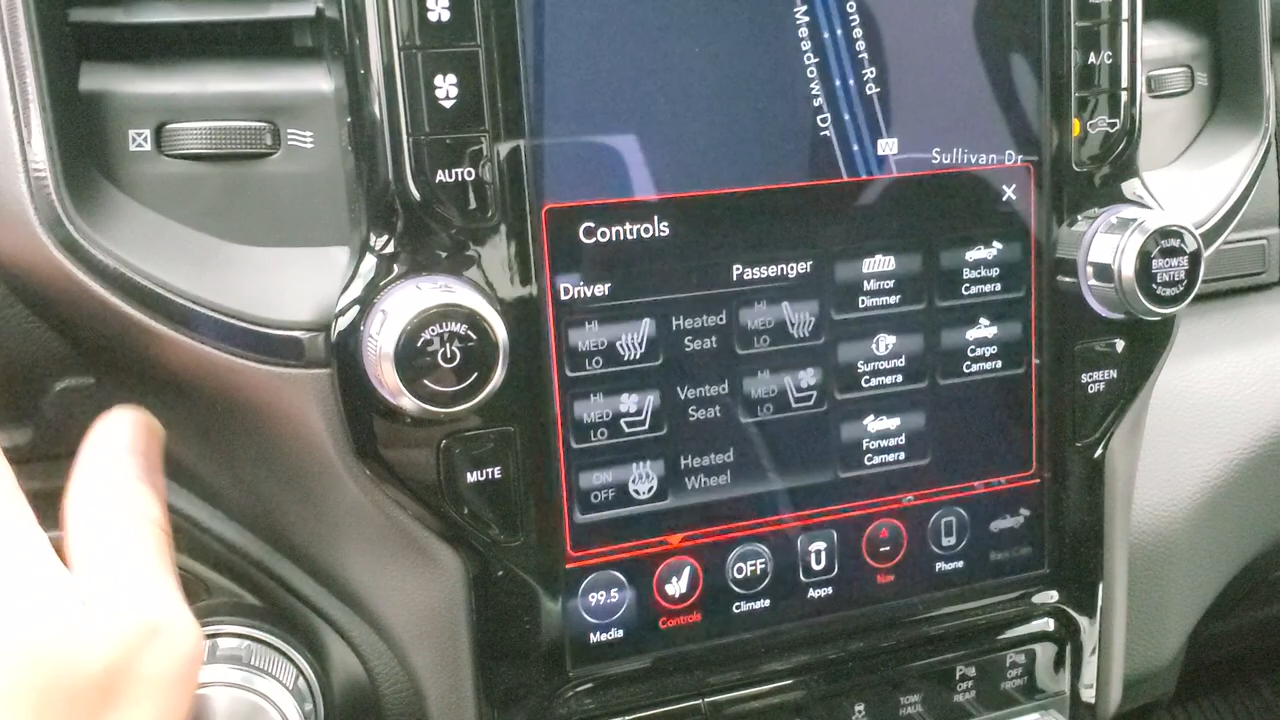 Meadows Dr
oneer Rd
W
Sullivan Dr
A/C
AUTO
Controls
X
Driver
Passenger
HI
MED
LO
Heated
Seat
HI
MED
LO
Mirror
Dimmer
Backup
Camera
HI
MED
LO
Vented
Seat
HI
MED
LO
Surround
Camera
Cargo
Camera
ON
OFF
Heated
Wheel
Forward
Camera
VOLUME
MUTE
TUNE
BROWSE
ENTER
SCROLL
SCREEN
OFF
99.5
Media
Controls
OFF
Climate
Apps
Nav
Phone
TOW/
HAUL
P
OFF
REAR
P
OFF
FRONT